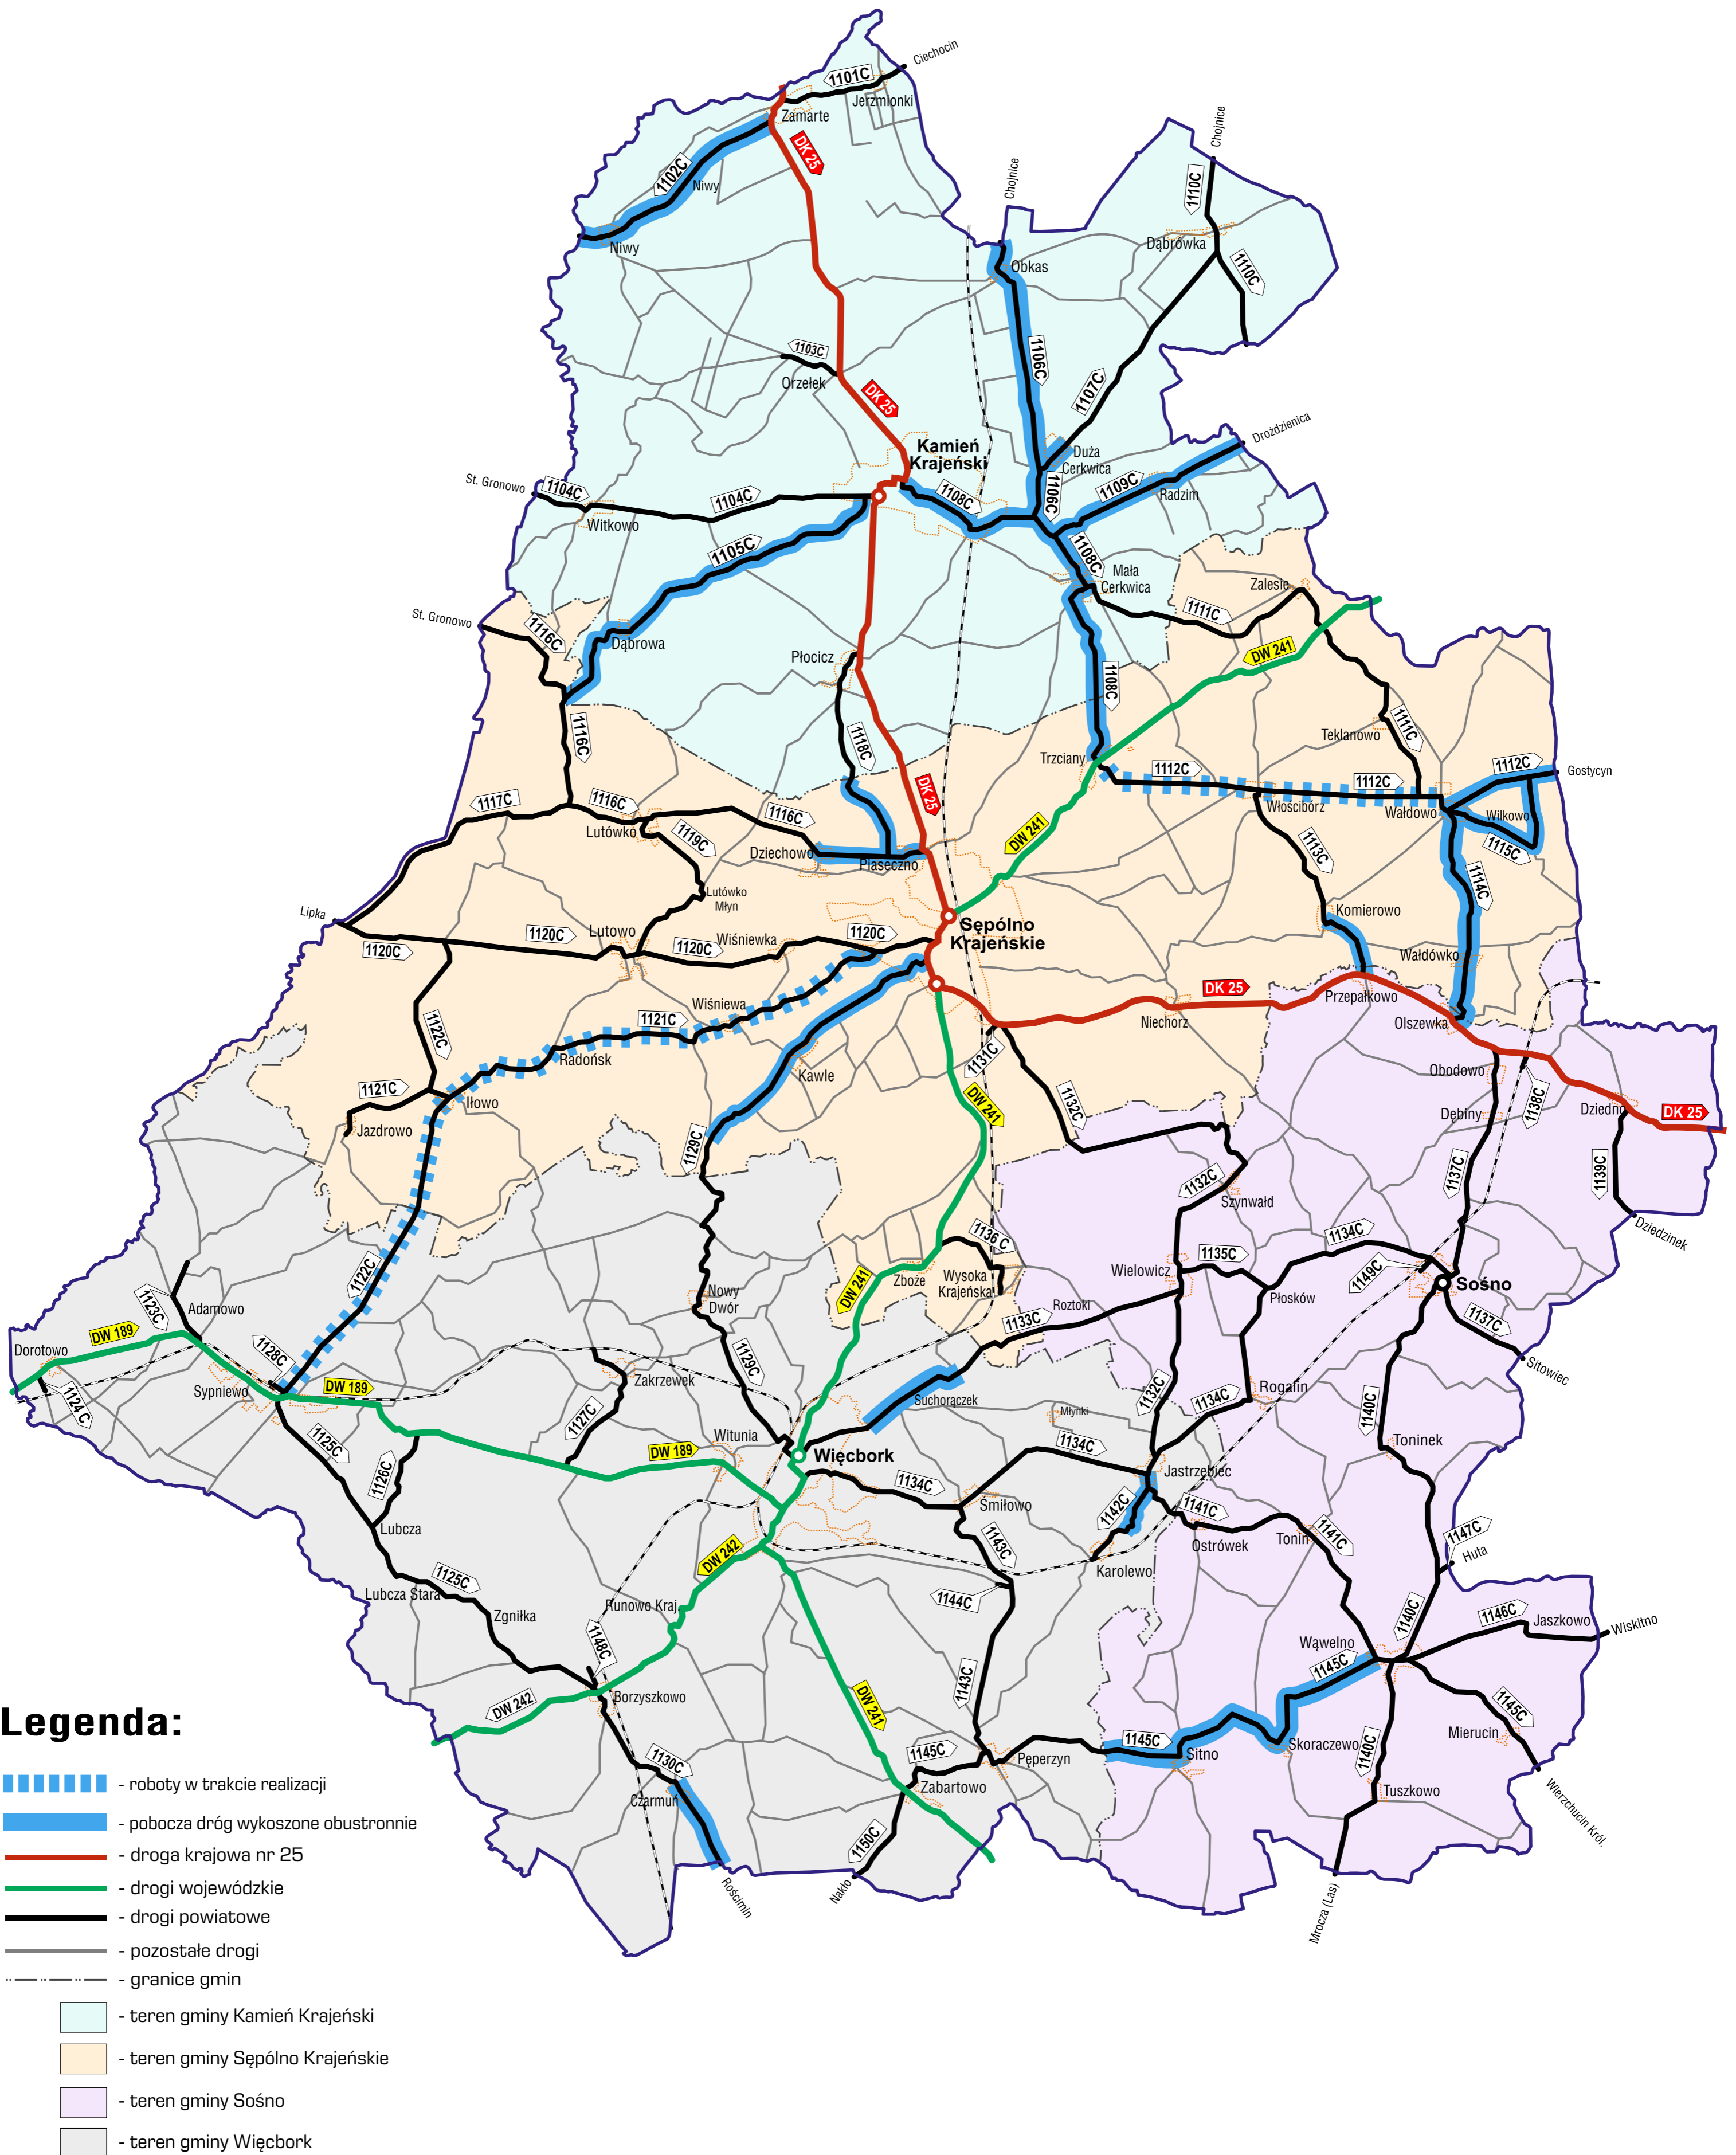 Ciechocin
1101C
Jerzmionki
Zamarte
DK 25
1102C
Niwy
Niwy
Chojnice
Chojnice
1110C
Dąbrówka
1110C
Obkas
1106C
1103C
Orzełek
DK 25
1107C
Kamień
Krajeński
Duża
Cerkwica
Drożdzienica
1109C
Radzim
1106C
1108C
St. Gronowo
1104C
1104C
Witkowo
1105C
1108C
Mała
Cerkwica
Zalesie
1111C
St. Gronowo
1116C
Dąbrowa
DW 241
Płocicz
1108C
1116C
1118C
Teklanowo
1111C
Trzciany
1112C
1112C
1112C
Gostycyn
DK 25
1117C
1116C
1116C
Lutówko
1119C
Dziechowo
Piaseczno
DW 241
Włościbórz
Wałdowo
Wilkowo
1115C
1113C
1114C
Lutówko
Młyn
Lipka
Komierowo
Sępólno
Krajeńskie
1120C
1120C
Lutowo
1120C
Wiśniewka
1120C
Wałdówko
Przepałkowo
DK 25
Niechorz
Olszewka
Wiśniewa
1121C
1122C
Radońsk
Kawle
1131C
1121C
Iłowo
Jazdrowo
DW 241
1132C
Obodowo
1138C
Dębiny
Dziedno
DK 25
1129C
1137C
1139C
1132C
Szynwałd
Dziedzinek
1136 C
1134C
1135C
Wielowicz
1149C
Sośno
Płosków
Zboże
Wysoka
Krajeńska
DW 241
1122C
Nowy
Dwór
Roztoki
1133C
1123C
Adamowo
DW 189
Dorotowo
1128C
1137C
Sitowiec
1129C
Sypniewo
DW 189
1124 C
Zakrzewek
Suchorączek
1132C
Rogalin
1134C
1140C
Młynki
1127C
1125C
1126C
Witunia
DW 189
Więcbork
1134C
1134C
Toninek
Jastrzębiec
Śmiłowo
1142C
1141C
Ostrówek
Tonin
1141C
Lubcza
1143C
1147C
Huta
DW 242
Karolewo
1125C
Lubcza Stara
Zgniłka
Runowo Kraj.
1144C
1140C
1146C
Jaszkowo
Wiskitno
1148C
Wąwelno
1145C
1143C
Borzyszkowo
DW 242
DW 241
1145C
Mierucin
1145C
Sitno
Skoraczewo
1140C
1130C
1145C
Pęperzyn
Czarmuń
Zabartowo
Tuszkowo
Wierzchucin Król.
1150C
Nakło
Rościmin
Mrocza (Las)
Legenda:
- roboty w trakcie realizacji
- pobocza dróg wykoszone obustronnie
- droga krajowa nr 25
- drogi wojewódzkie
- drogi powiatowe
- pozostałe drogi
- granice gmin
- teren gminy Kamień Krajeński
- teren gminy Sępólno Krajeńskie
- teren gminy Sośno
- teren gminy Więcbork